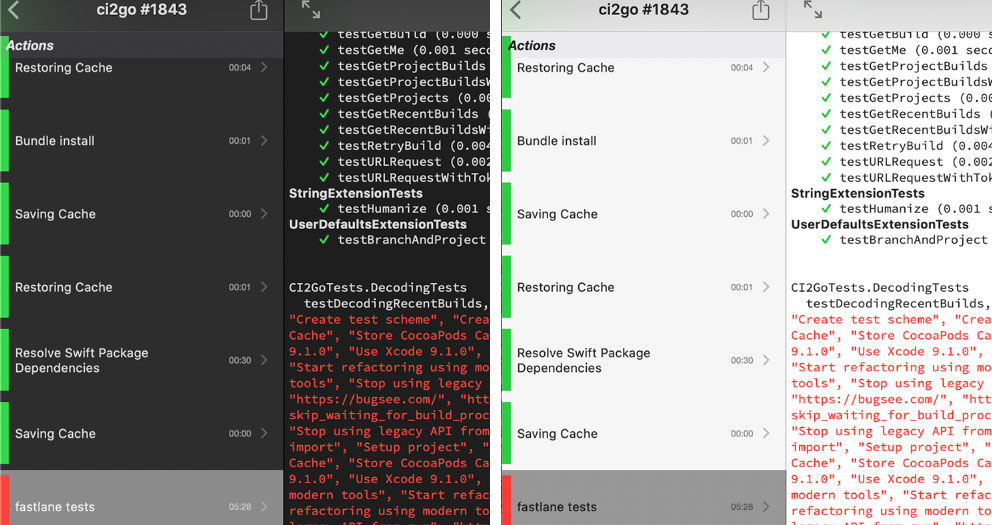 ci2go #1843
Actions
Restoring Cache 00:04
Bundle install 00:01
Saving Cache 00:00
Restoring Cache 00:01
Resolve Swift Package
Dependencies 00:30
Saving Cache 00:00
fastlane tests 05:28
✓ testGetBuild (0.000 s
✓ testGetMe (0.001 seco
✓ testGetProjectBuilds
✓ testGetProjectBuildsW
✓ testGetProjects (0.00
✓ testGetRecentBuilds (
✓ testGetRecentBuildsWi
✓ testRetryBuild (0.004
✓ testURLRequest (0.002
✓ testURLRequestWithTok
StringExtensionTests
✓ testHumanize (0.001 s
UserDefaultsExtensionTests
✓ testBranchAndProject
CI2GoTests.DecodingTests
testDecodingRecentBuilds,
"Create test scheme", "Crea
Cache", "Store CocoaPods Ca
9.1.0", "Use Xcode 9.1.0",
"Start refactoring using mo
tools", "Stop using legacy
"https://bugsee.com/", "htt
skip_waiting_for_build_proc
"Stop using legacy API from
import", "Setup project", "
Cache", "Store CocoaPods Ca
9.1.0", "Use Xcode 9.1.0",
modern tools", "Start refac
refactoring using modern to
ci2go #1843
Actions
Restoring Cache 00:04
Bundle install 00:01
Saving Cache 00:00
Restoring Cache 00:01
Resolve Swift Package
Dependencies 00:30
Saving Cache 00:00
fastlane tests 05:28
✓ testGetBuild (0.000 s
✓ testGetMe (0.001 seco
✓ testGetProjectBuilds
✓ testGetProjectBuildsW
✓ testGetProjects (0.00
✓ testGetRecentBuilds (
✓ testGetRecentBuildsWi
✓ testRetryBuild (0.004
✓ testURLRequest (0.002
✓ testURLRequestWithTok
StringExtensionTests
✓ testHumanize (0.001 s
UserDefaultsExtensionTests
✓ testBranchAndProject
CI2GoTests.DecodingTests
testDecodingRecentBuilds,
"Create test scheme", "Crea
Cache", "Store CocoaPods Ca
9.1.0", "Use Xcode 9.1.0",
"Start refactoring using mo
tools", "Stop using legacy
"https://bugsee.com/", "htt
skip_waiting_for_build_proc
"Stop using legacy API from
import", "Setup project", "
Cache", "Store CocoaPods Ca
9.1.0", "Use Xcode 9.1.0",
modern tools", "Start refac
refactoring using modern to